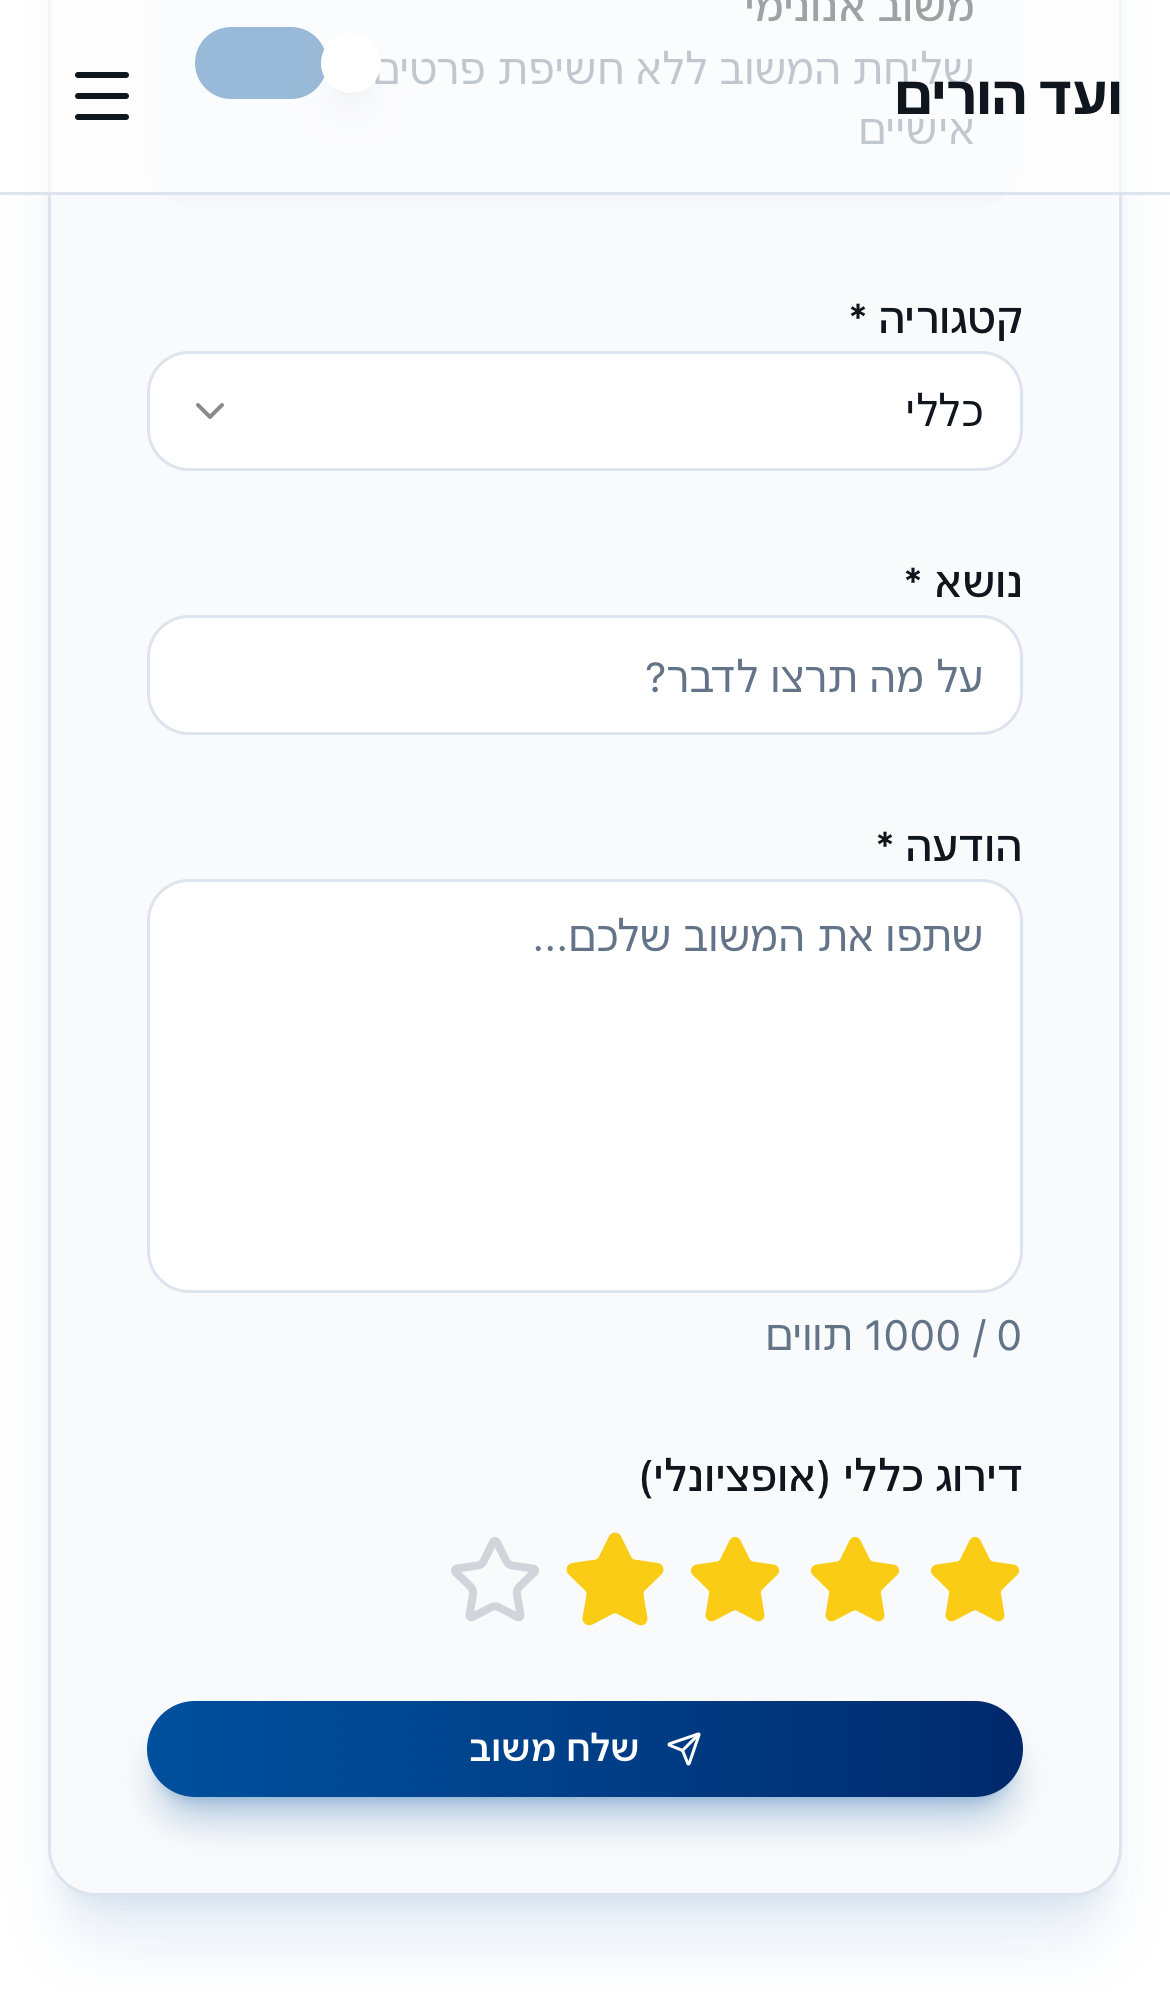 משוב אנונימי
שליחת המשוב ללא חשיפת פרטים
אישיים
ועד הורים
קטגוריה *
כללי
נושא *
על מה תרצו לדבר?
הודעה *
שתפו את המשוב שלכם...
0 / 1000 תווים
דירוג כללי (אופציונלי)
שלח משוב